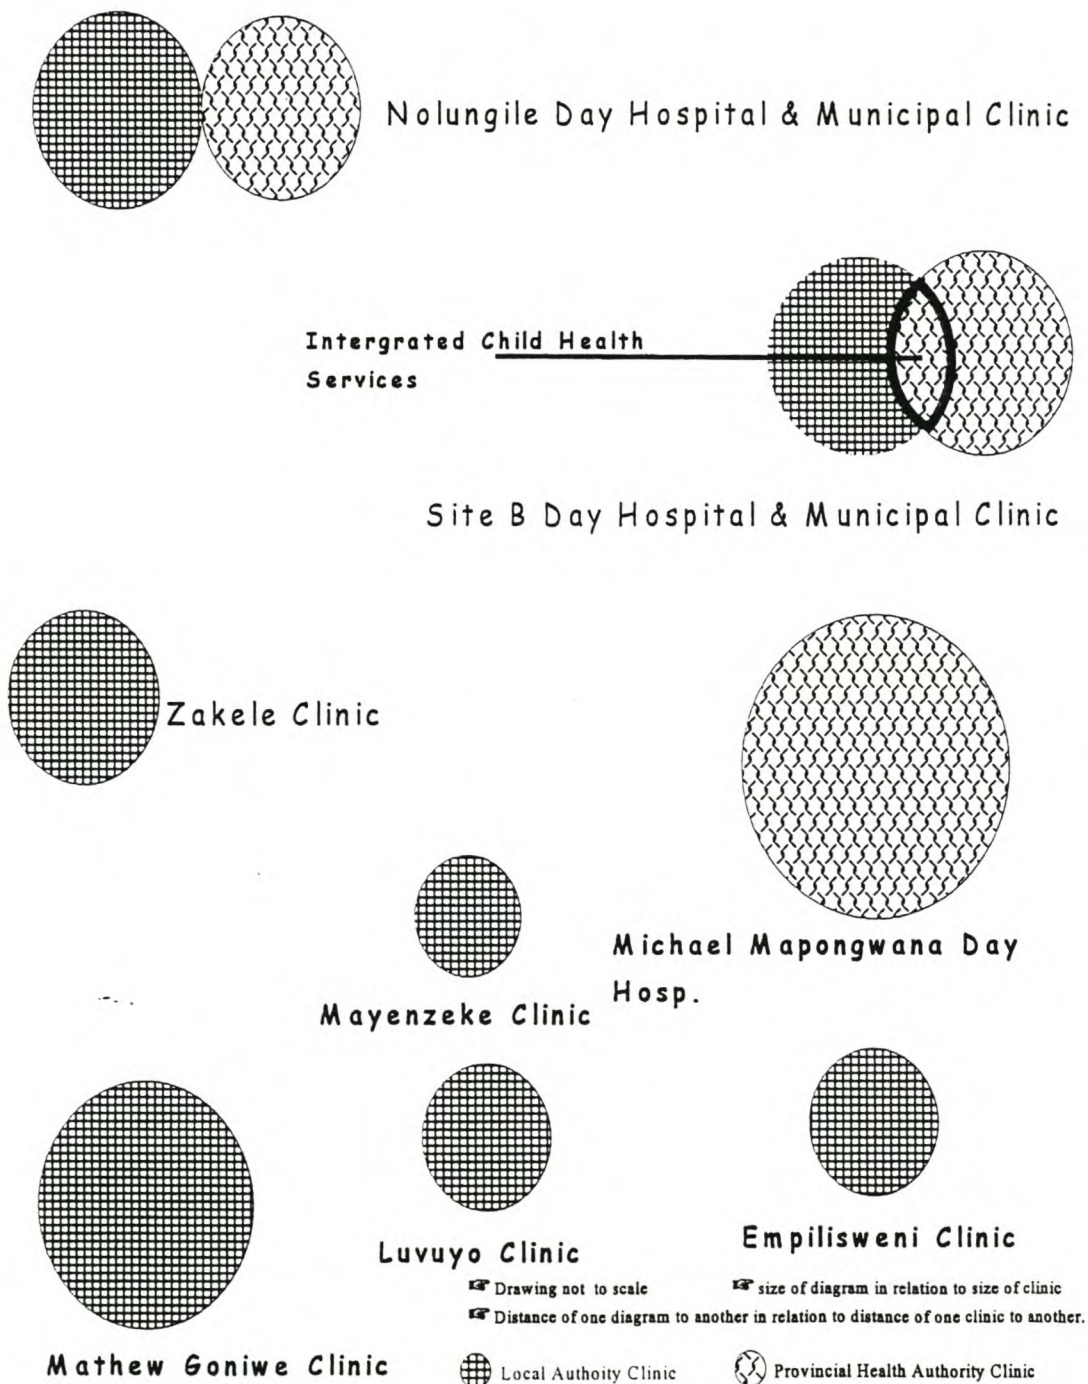 Nolungile Day Hospital & Municipal Clinic
Intergrated Child Health
Services
Site B Day Hospital & Municipal Clinic
Zakele Clinic
Michael Mapongwana Day
Hosp.
Mayenzeke Clinic
Luvuyo Clinic
Empilisweni Clinic
Drawing not to scale
size of diagram in relation to size of clinic
Distance of one diagram to another in relation to distance of one clinic to another.
Mathew Goniwe Clinic
Local Authoity Clinic
Provincial Health Authority Clinic